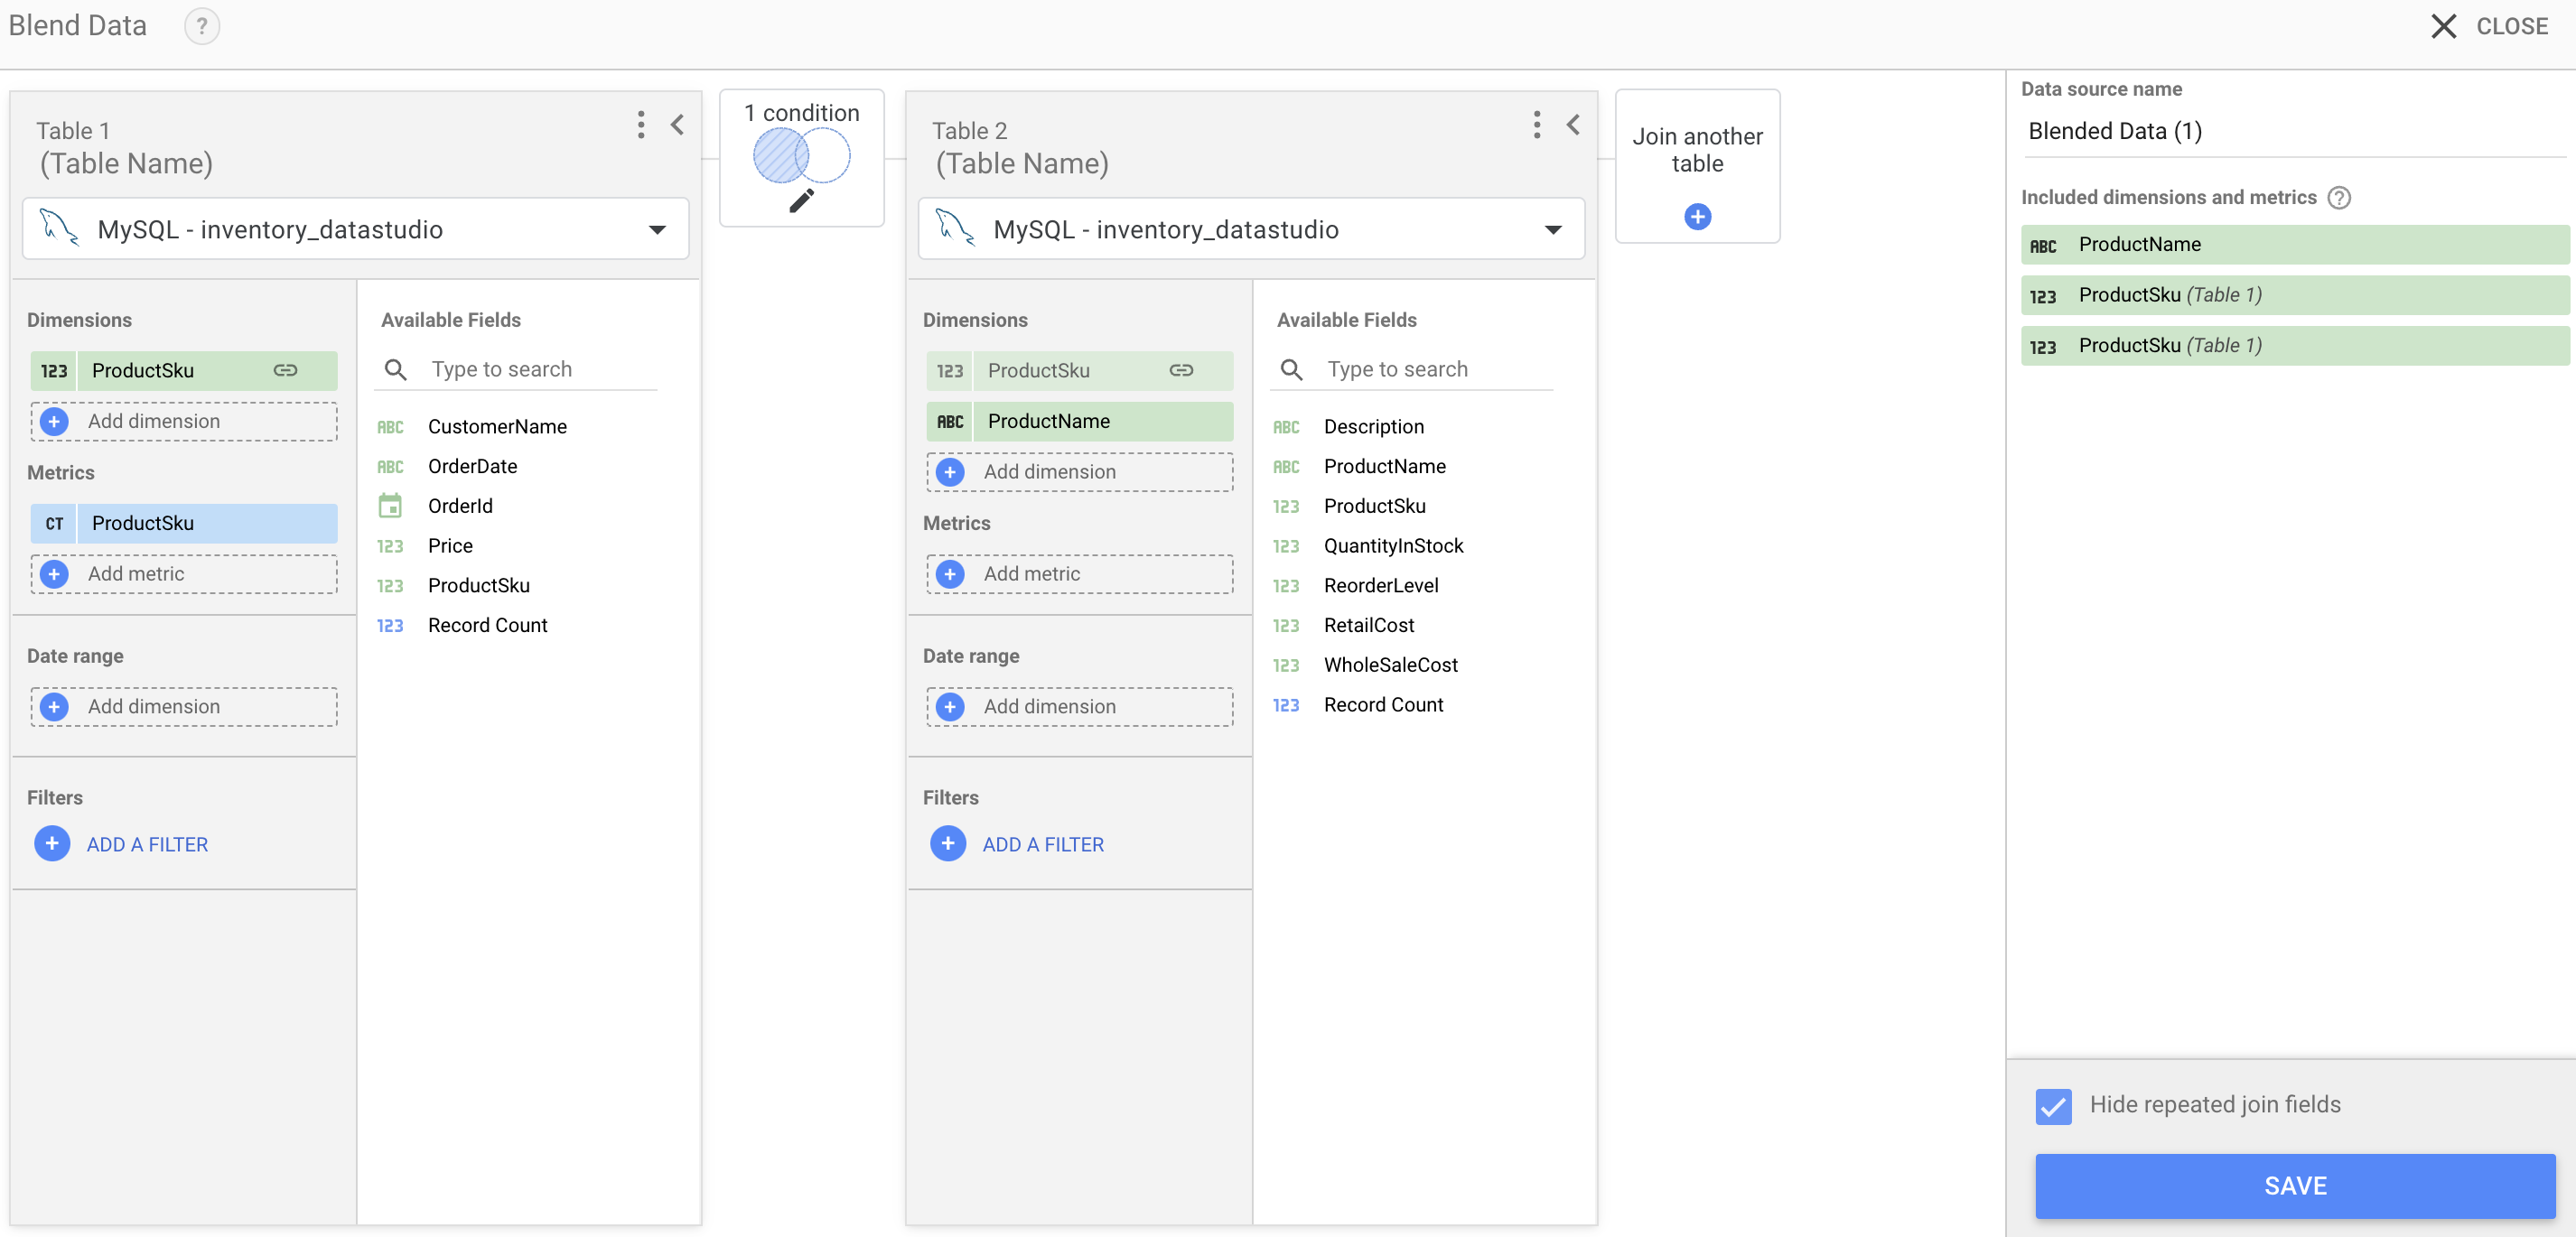 Blend Data
?
CLOSE
Table 1
(Table Name)
MySQL - inventory_datastudio
Dimensions
123 ProductSku
Add dimension
Metrics
CT ProductSku
Add metric
Date range
Add dimension
Filters
ADD A FILTER
Available Fields
Type to search
ABC CustomerName
ABC OrderDate
OrderId
123 Price
123 ProductSku
123 Record Count
1 condition
Table 2
(Table Name)
MySQL - inventory_datastudio
Dimensions
123 ProductSku
ABC ProductName
Add dimension
Metrics
Add metric
Date range
Add dimension
Filters
ADD A FILTER
Available Fields
Type to search
ABC Description
ABC ProductName
123 ProductSku
123 QuantityInStock
123 ReorderLevel
123 RetailCost
123 WholeSaleCost
123 Record Count
Join another
table
Data source name
Blended Data (1)
Included dimensions and metrics ?
ABC ProductName
123 ProductSku (Table 1)
123 ProductSku (Table 1)
Hide repeated join fields
SAVE